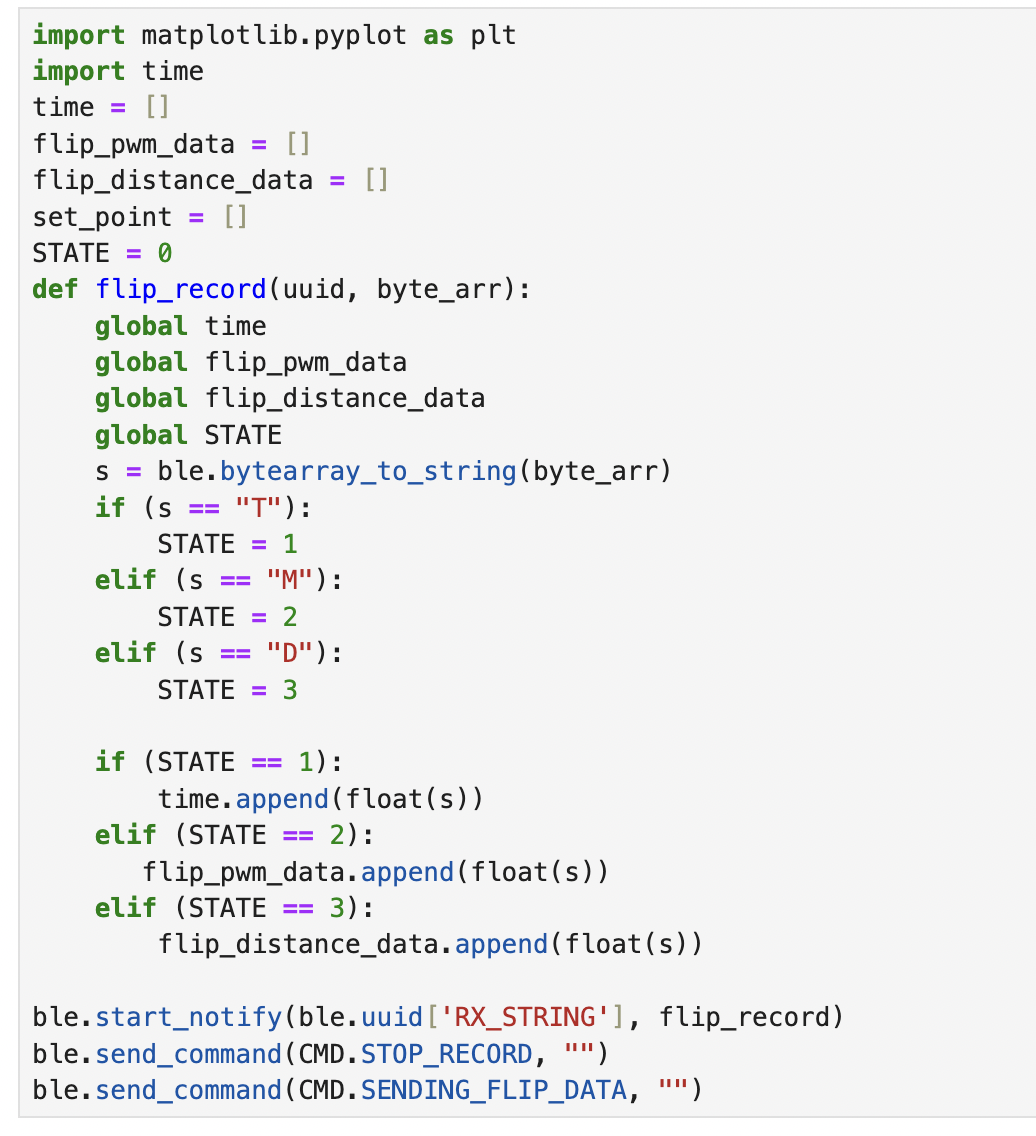 import matplotlib.pyplot as plt
import time
time = []
flip_pwm_data = []
flip_distance_data = []
set_point = []
STATE = 0
def flip_record(uuid, byte_arr):
    global time
    global flip_pwm_data
    global flip_distance_data
    global STATE
    s = ble.bytearray_to_string(byte_arr)
    if (s == "T"):
        STATE = 1
    elif (s == "M"):
        STATE = 2
    elif (s == "D"):
        STATE = 3

    if (STATE == 1):
        time.append(float(s))
    elif (STATE == 2):
       flip_pwm_data.append(float(s))
    elif (STATE == 3):
        flip_distance_data.append(float(s))

ble.start_notify(ble.uuid['RX_STRING'], flip_record)
ble.send_command(CMD.STOP_RECORD, "")
ble.send_command(CMD.SENDING_FLIP_DATA, "")